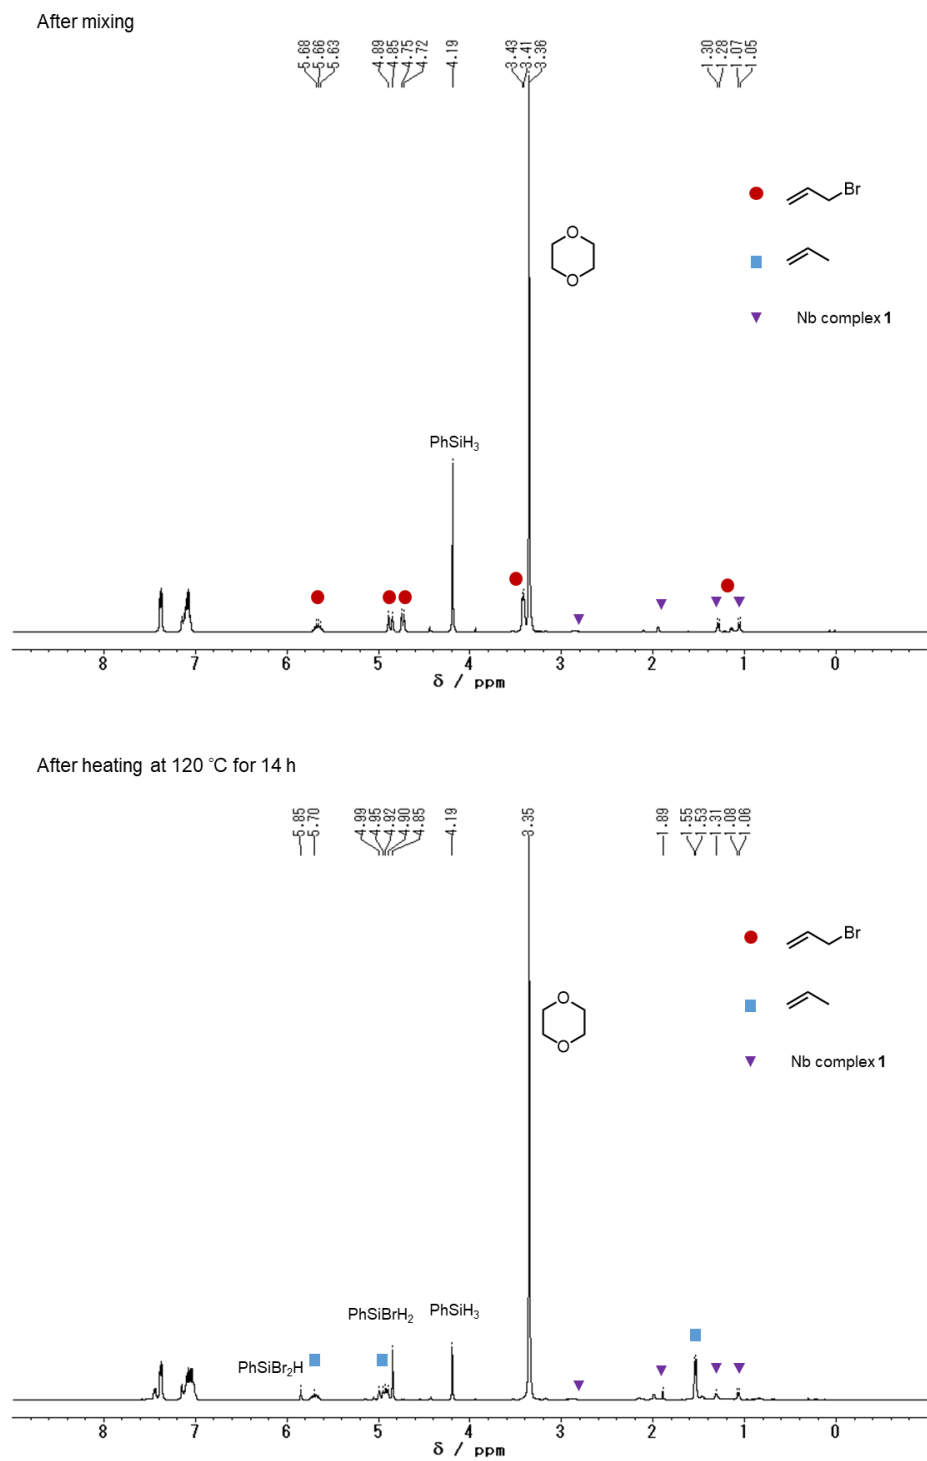 After mixing
5.68
5.66
5.63
4.89
4.85
4.75
4.72
4.19
3.43
3.41
3.36
1.30
1.28
1.07
1.05
Br
O
O
Nb complex 1
PhSiH3
8 7 6 5 4 3 2 1 0
δ / ppm
After heating at 120 °C for 14 h
5.85
5.70
4.99
4.95
4.92
4.90
4.85
4.19
3.35
1.89
1.55
1.53
1.31
1.08
1.06
Br
O
O
Nb complex 1
PhSiBrH2
PhSiH3
PhSiBr2H
8 7 6 5 4 3 2 1 0
δ / ppm